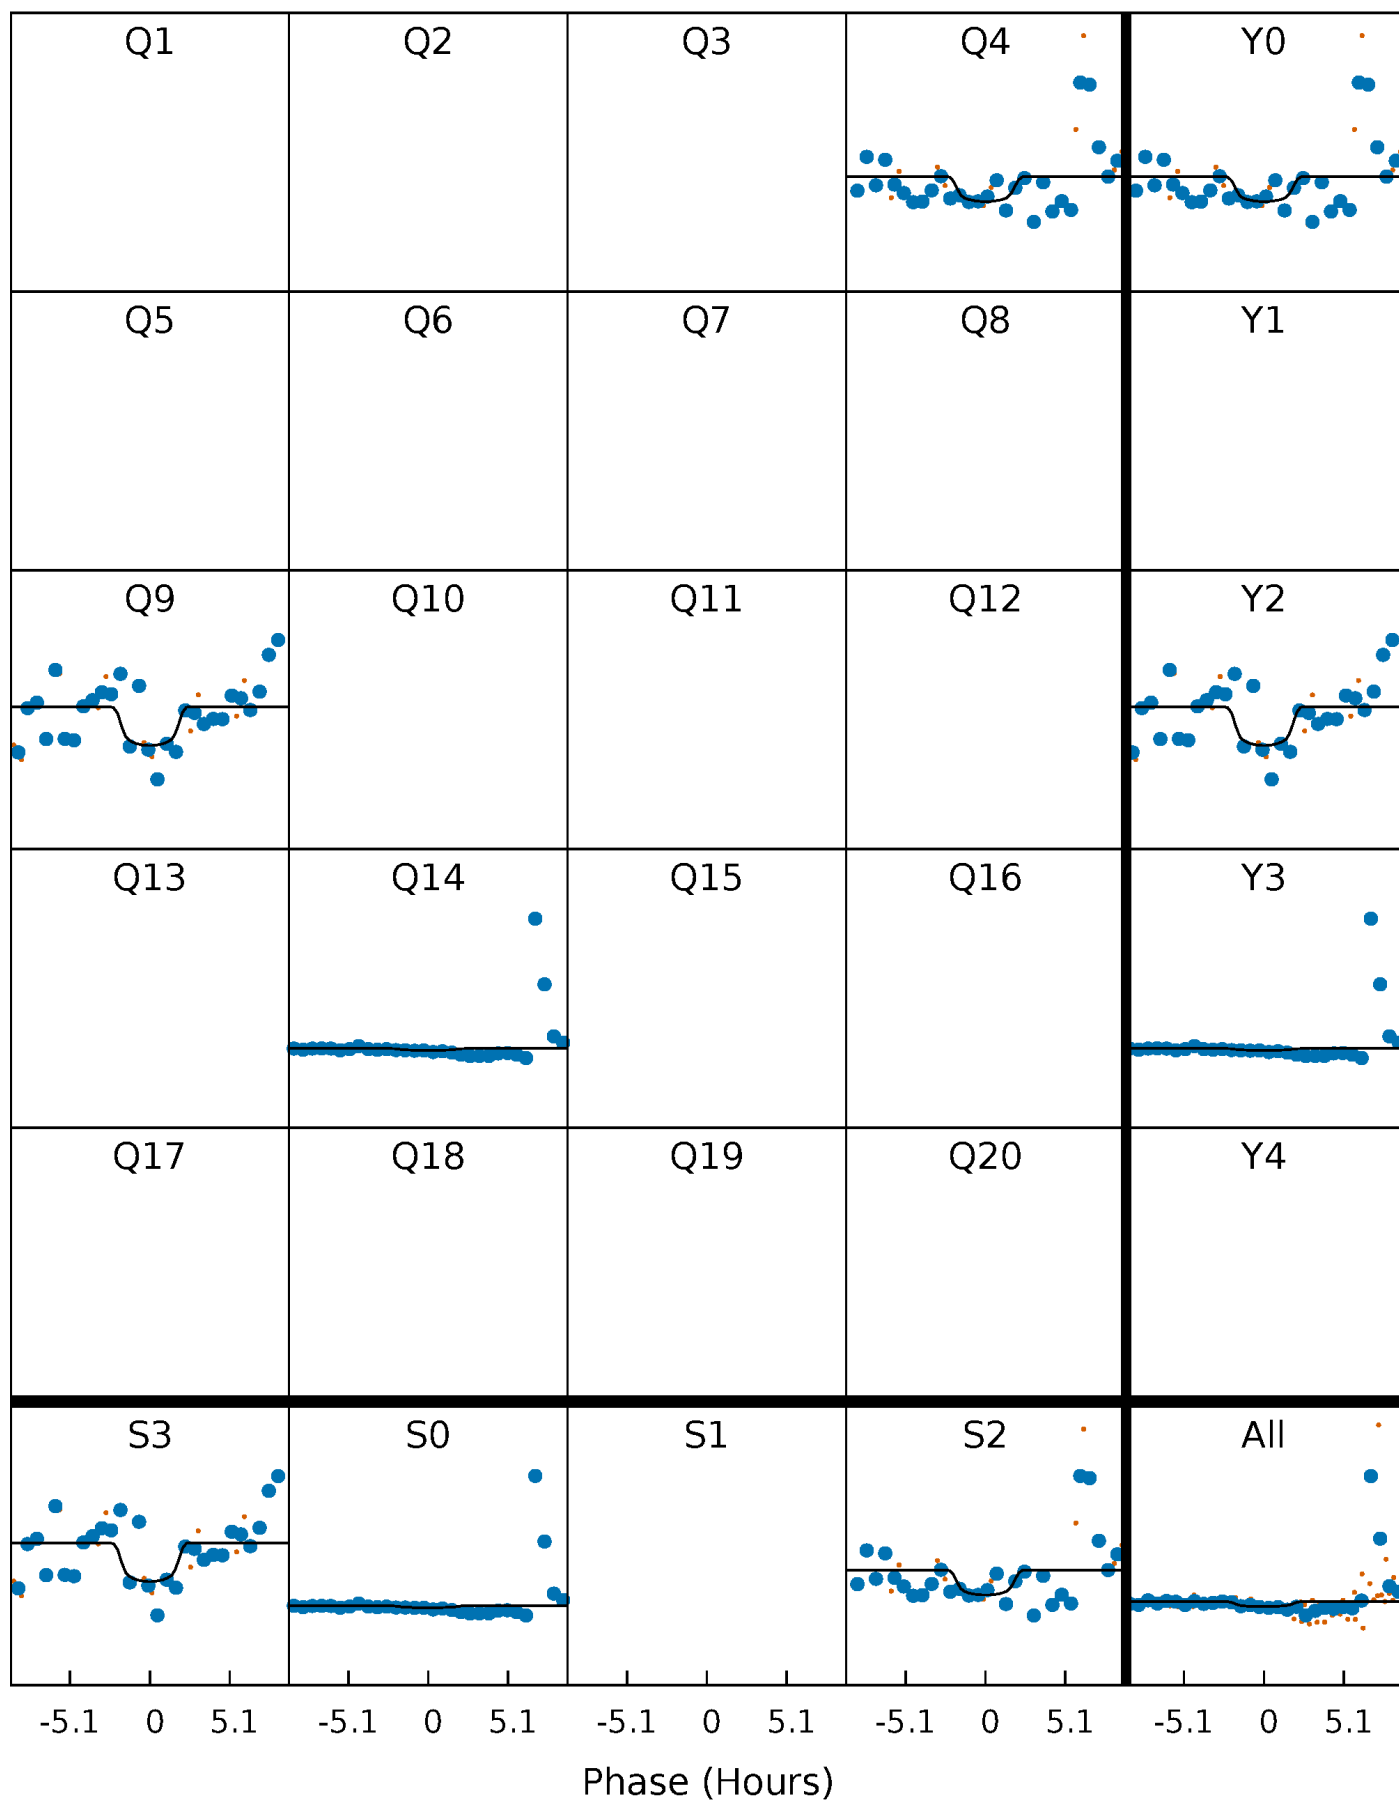 Q1 Q2 Q3 Q4 Y0
Q5 Q6 Q7 Q8 Y1
Q9 Q10 Q11 Q12 Y2
Q13 Q14 Q15 Q16 Y3
Q17 Q18 Q19 Q20 Y4
S3 S0 S1 S2 All
-5.1 0 5.1 -5.1 0 5.1 -5.1 0 5.1 -5.1 0 5.1 -5.1 0 5.1
Phase (Hours)